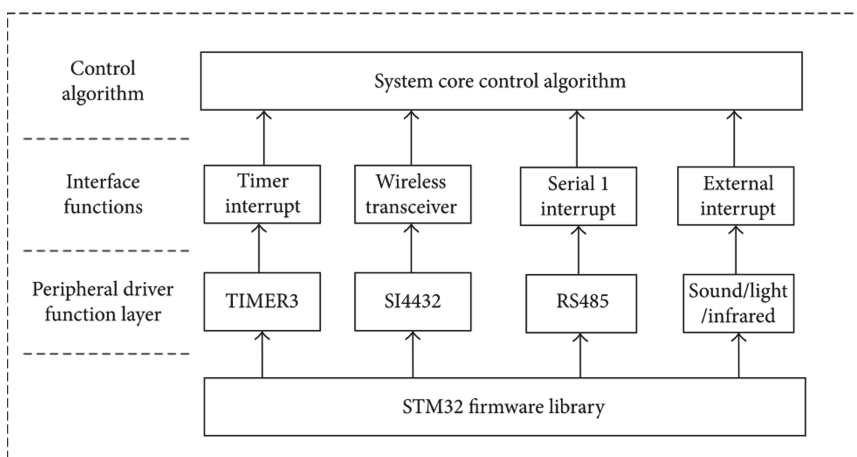 Control
algorithm
System core control algorithm
Interface
functions
Timer
interrupt
Wireless
transceiver
Serial 1
interrupt
External
interrupt
Peripheral driver
function layer
TIMER3
SI4432
RS485
Sound/light
/infrared
STM32 firmware library